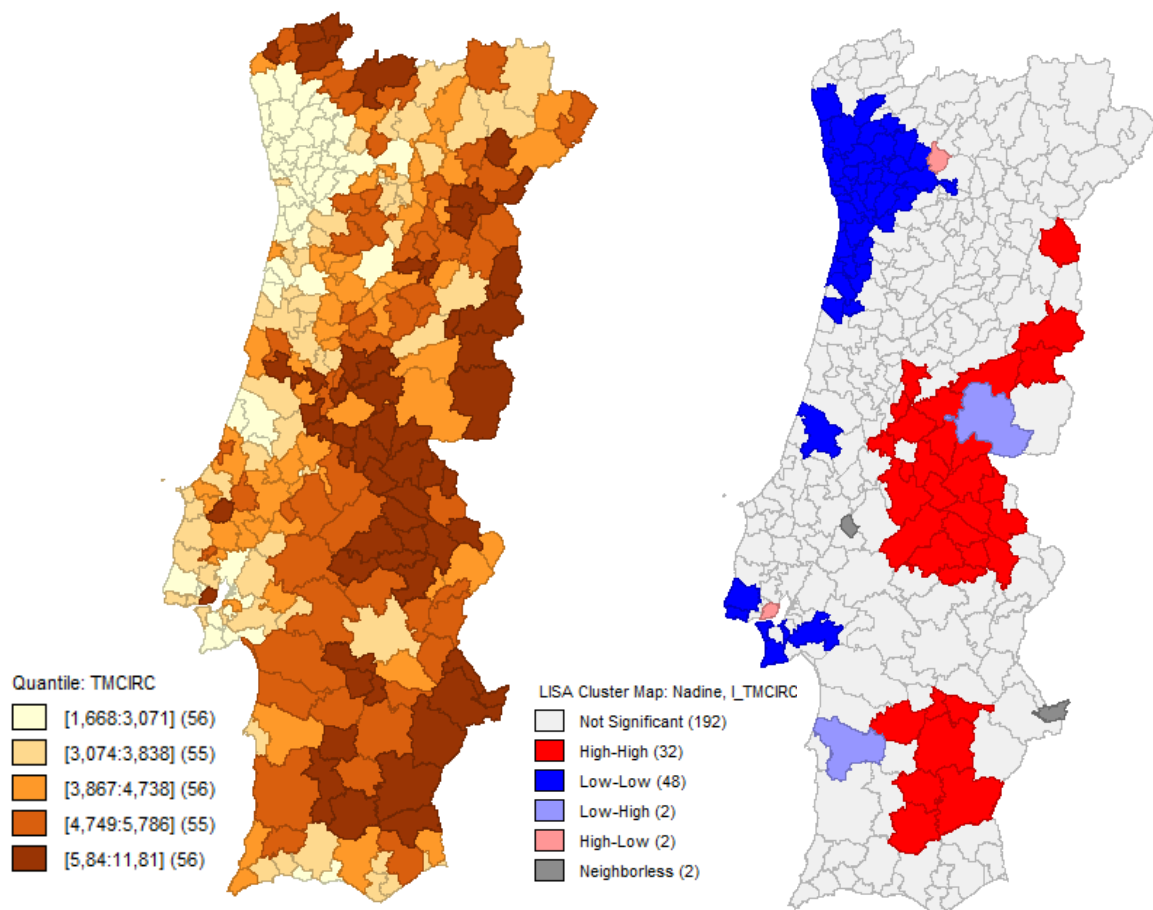 Quantile: TMCIRC
[1,668:3,071] (56)
[3,074:3,838] (55)
[3,867:4,738] (56)
[4,749:5,786] (55)
[5,84:11,81] (56)
LISA Cluster Map: Nadine, I_TMCIRC
Not Significant (192)
High-High (32)
Low-Low (48)
Low-High (2)
High-Low (2)
Neighborless (2)